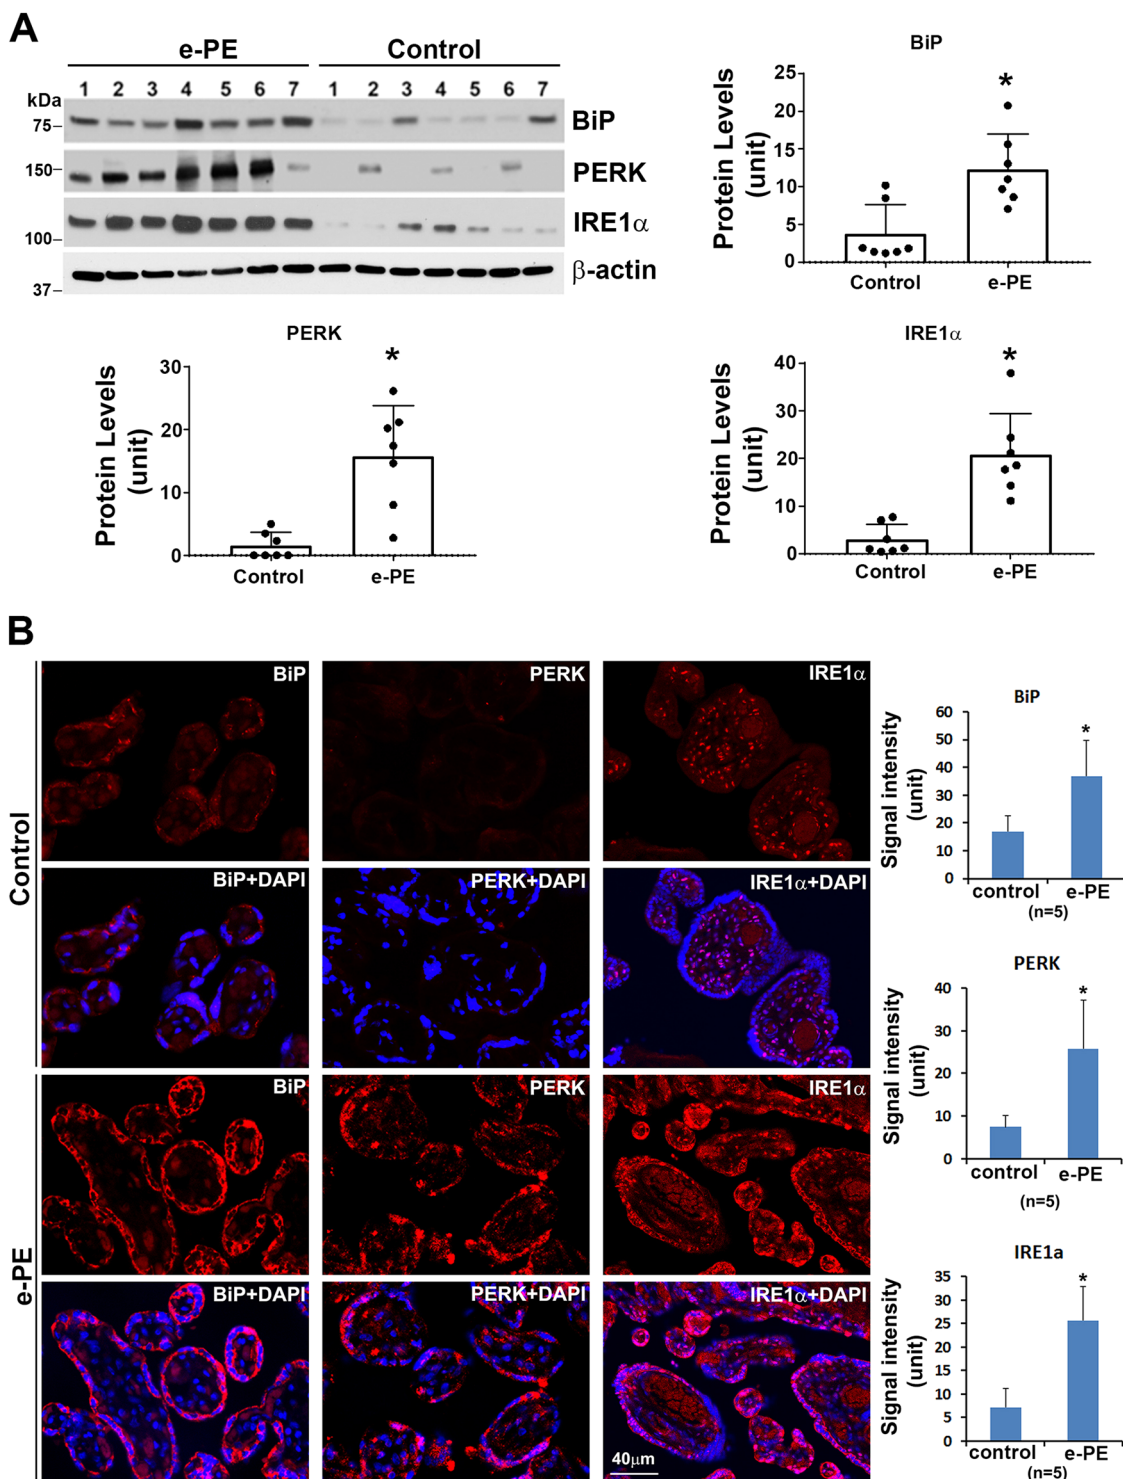 A
e-PE Control
1 2 3 4 5 6 7 1 2 3 4 5 6 7
kDa
75 BiP
150 PERK
100 IRE1α
37 β-actin
BiP
Protein Levels
(unit)
25
20
15
10
5
0
*
Control e-PE
PERK
Protein Levels
(unit)
30
20
10
0
*
Control e-PE
IRE1α
Protein Levels
(unit)
40
30
20
10
0
*
Control e-PE
B
Control
BiP PERK IRE1α
BiP+DAPI PERK+DAPI IRE1α+DAPI
e-PE
BiP PERK IRE1α
BiP+DAPI PERK+DAPI IRE1α+DAPI
40μm
BiP
Signal intensity
(unit)
60
50
40
30
20
10
0
*
control e-PE
(n=5)
PERK
Signal intensity
(unit)
40
30
20
10
0
*
control e-PE
(n=5)
IRE1a
Signal intensity
(unit)
35
30
25
20
15
10
5
0
*
control e-PE
(n=5)